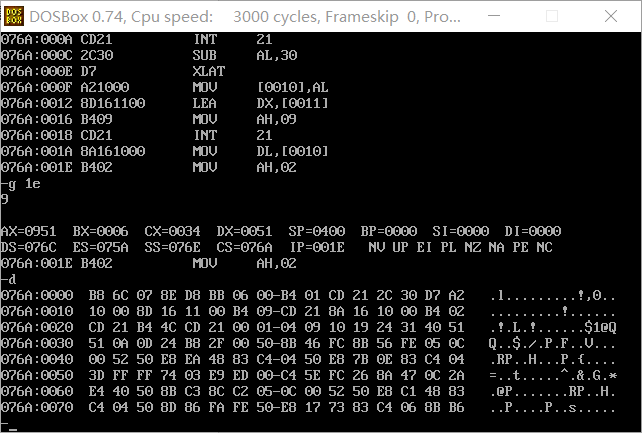 DOSBox 0.74, Cpu speed:    3000 cycles, Frameskip  0, Pro...
076A:000A CD21          INT     21
076A:000C 2C30          SUB     AL,30
076A:000E D7            XLAT
076A:000F A21000        MOV     [0010],AL
076A:0012 8D161100      LEA     DX,[0011]
076A:0016 B409          MOV     AH,09
076A:0018 CD21          INT     21
076A:001A 8A161000      MOV     DL,[0010]
076A:001E B402          MOV     AH,02
-g 1e
9
AX=0951  BX=0006  CX=0034  DX=0051  SP=0400  BP=0000  SI=0000  DI=0000
DS=076C  ES=075A  SS=076E  CS=076A  IP=001E   NV UP EI PL NZ NA PE NC
076A:001E B402          MOV     AH,02
-d
076A:0000  B8 6C 07 8E D8 BB 06 00-B4 01 CD 21 2C 30 D7 A2   .l.........!,0..
076A:0010  10 00 8D 16 11 00 B4 09-CD 21 8A 16 10 00 B4 02   .........!......
076A:0020  CD 21 B4 4C CD 21 00 01-04 09 10 19 24 31 40 51   .!.L.!......$1@Q
076A:0030  51 0A 0D 24 B8 2F 00 50-8B 46 FC 8B 56 FE 05 0C   Q..$./.P.F..V...
076A:0040  00 52 50 E8 EA 48 83 C4-04 50 E8 7B 0E 83 C4 04   .RP..H...P.{....
076A:0050  3D FF FF 74 03 E9 ED 00-C4 5E FC 26 8A 47 0C 2A   =..t.....^.&.G.*
076A:0060  E4 40 50 8B C3 8C C2 05-0C 00 52 50 E8 C1 48 83   .@P.......RP..H.
076A:0070  C4 04 50 8D 86 FA FE 50-E8 17 73 83 C4 06 8B B6   ..P....P..s.....
-_